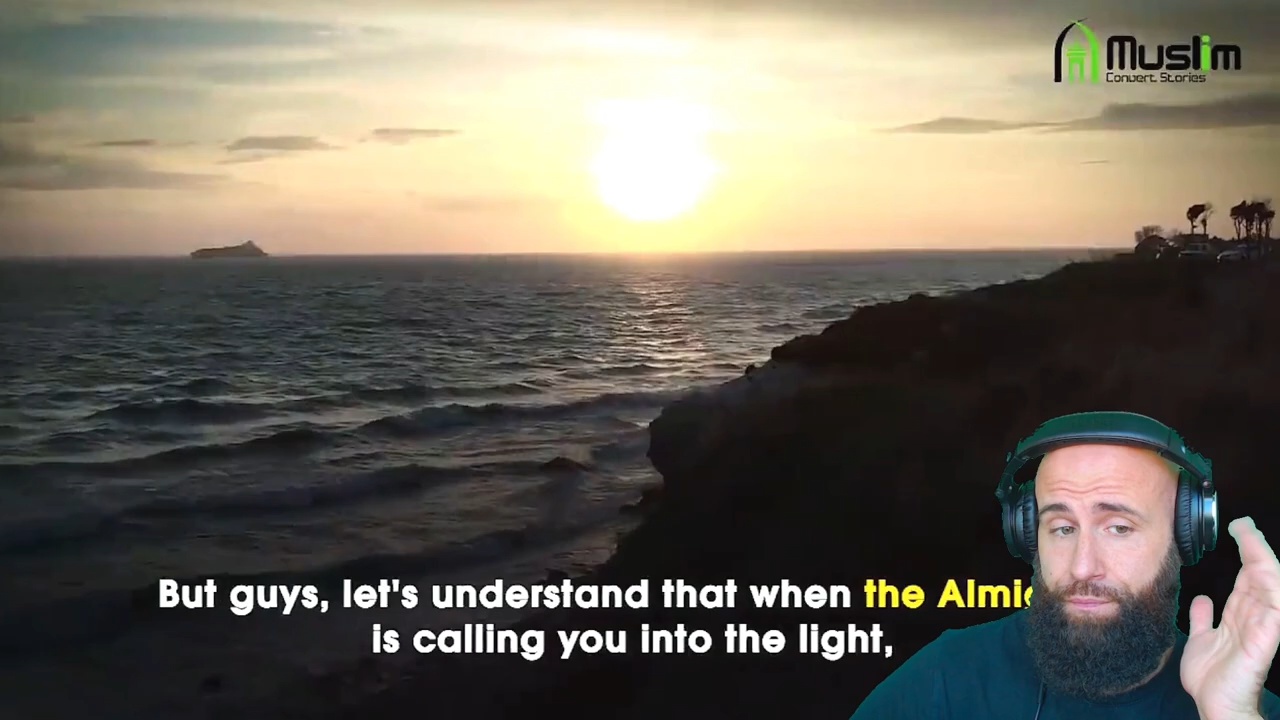 Muslim
Convert Stories
But guys, let's understand that when the
is calling you into the light,